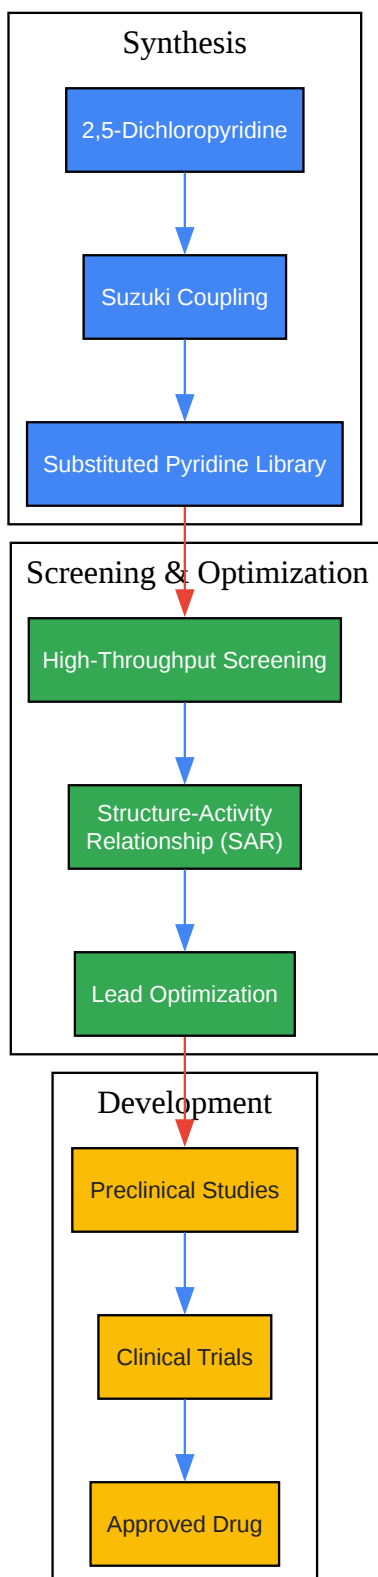 Synthesis
2,5-Dichloropyridine
Suzuki Coupling
Substituted Pyridine Library
Screening & Optimization
High-Throughput Screening
Structure-Activity
Relationship (SAR)
Lead Optimization
Development
Preclinical Studies
Clinical Trials
Approved Drug